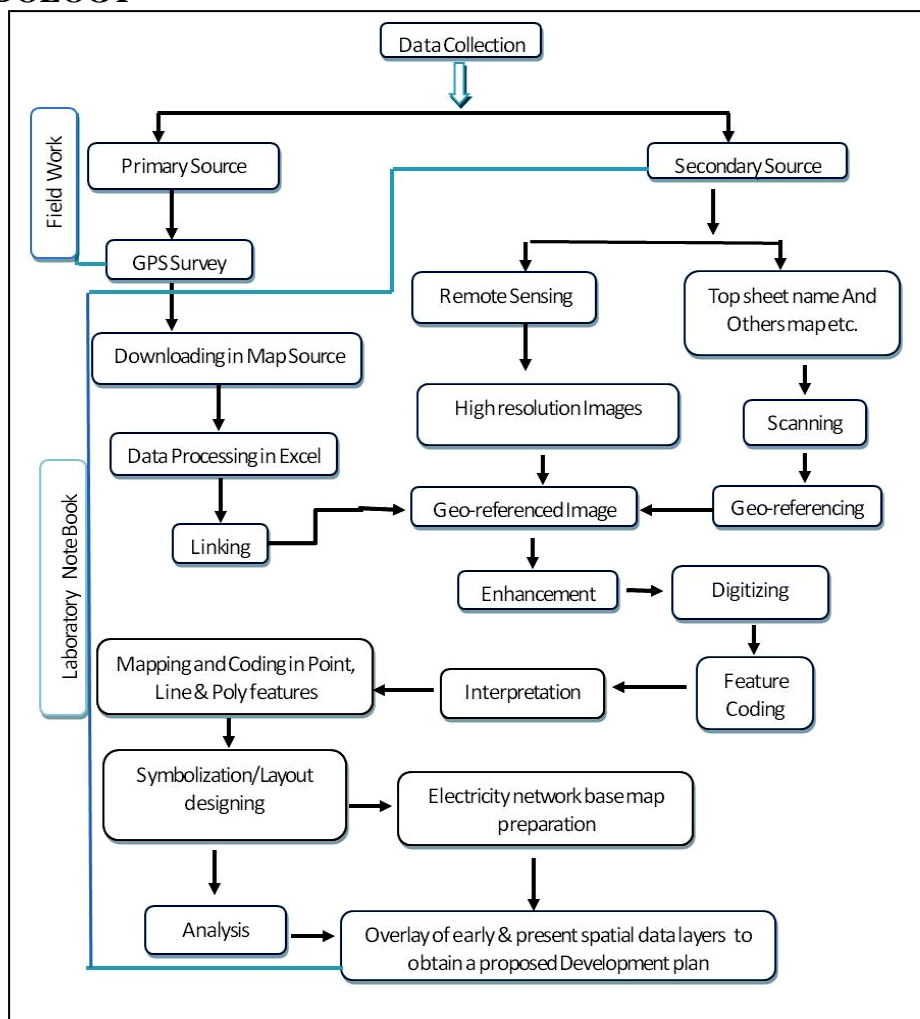 Data Collection
Field Work
Primary Source
Secondary Source
GPS Survey
Remote Sensing
Top sheet name And
Others map etc.
Downloading in Map Source
High resolution Images
Scanning
Data Processing in Excel
Laboratory NoteBook
Linking
Geo-referenced Image
Geo-referencing
Enhancement
Digitizing
Mapping and Coding in Point,
Line & Poly features
Interpretation
Feature
Coding
Symbolization/Layout
designing
Electricity network base map
preparation
Analysis
Overlay of early & present spatial data layers to
obtain a proposed Development plan